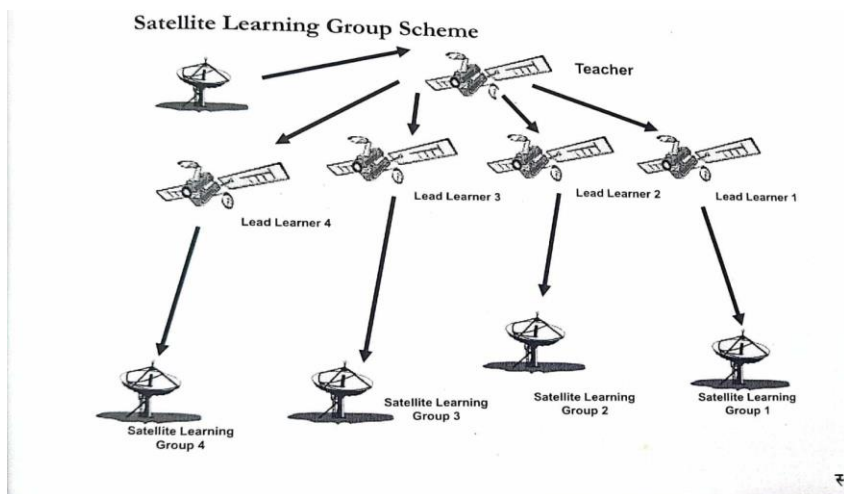 Satellite Learning Group Scheme
Teacher
Lead Learner 4
Lead Learner 3
Lead Learner 2
Lead Learner 1
Satellite Learning
Group 4
Satellite Learning
Group 3
Satellite Learning
Group 2
Satellite Learning
Group 1